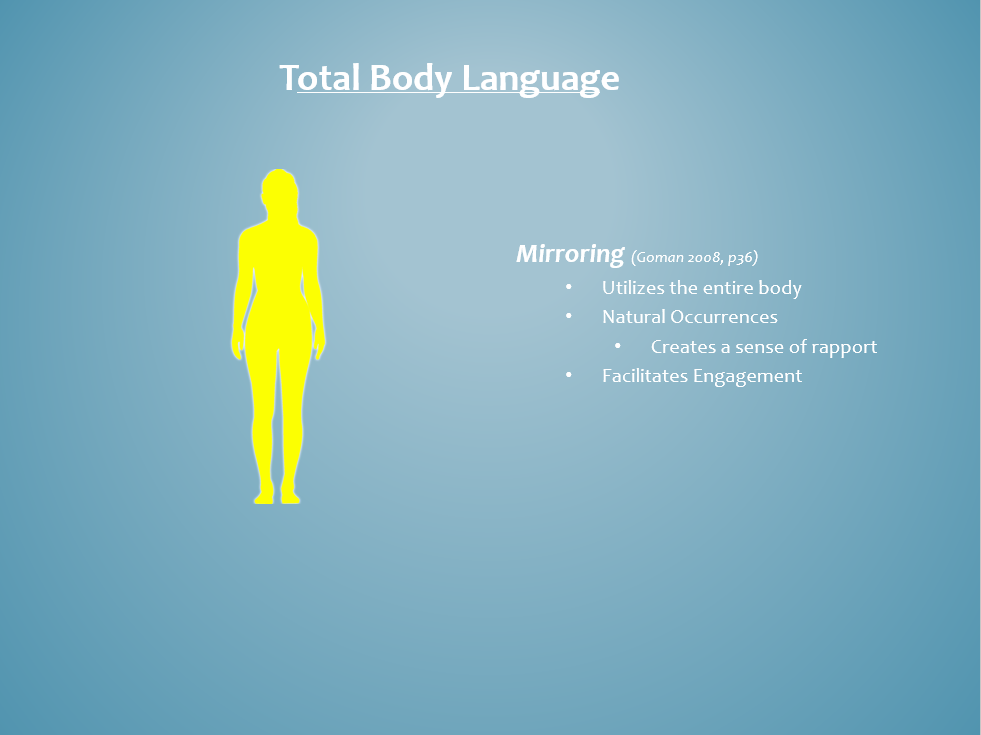 Total Body Language
Mirroring (Goman 2008, p36)
• Utilizes the entire body
• Natural Occurrences
• Creates a sense of rapport
• Facilitates Engagement